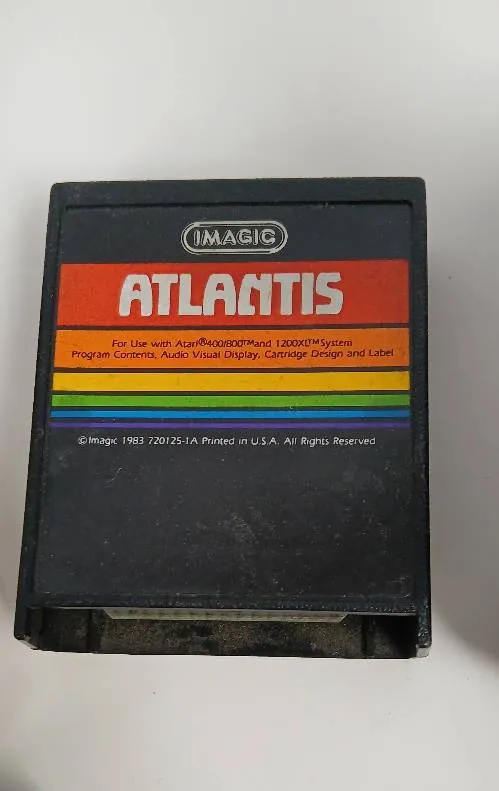 IMAGIC
ATLANTIS
For Use with Atari®400/800™and 1200XL™System
Program Contents, Audio Visual Display, Cartridge Design and Label
©Imagic 1983 720125-1A Printed in U.S.A. All Rights Reserved